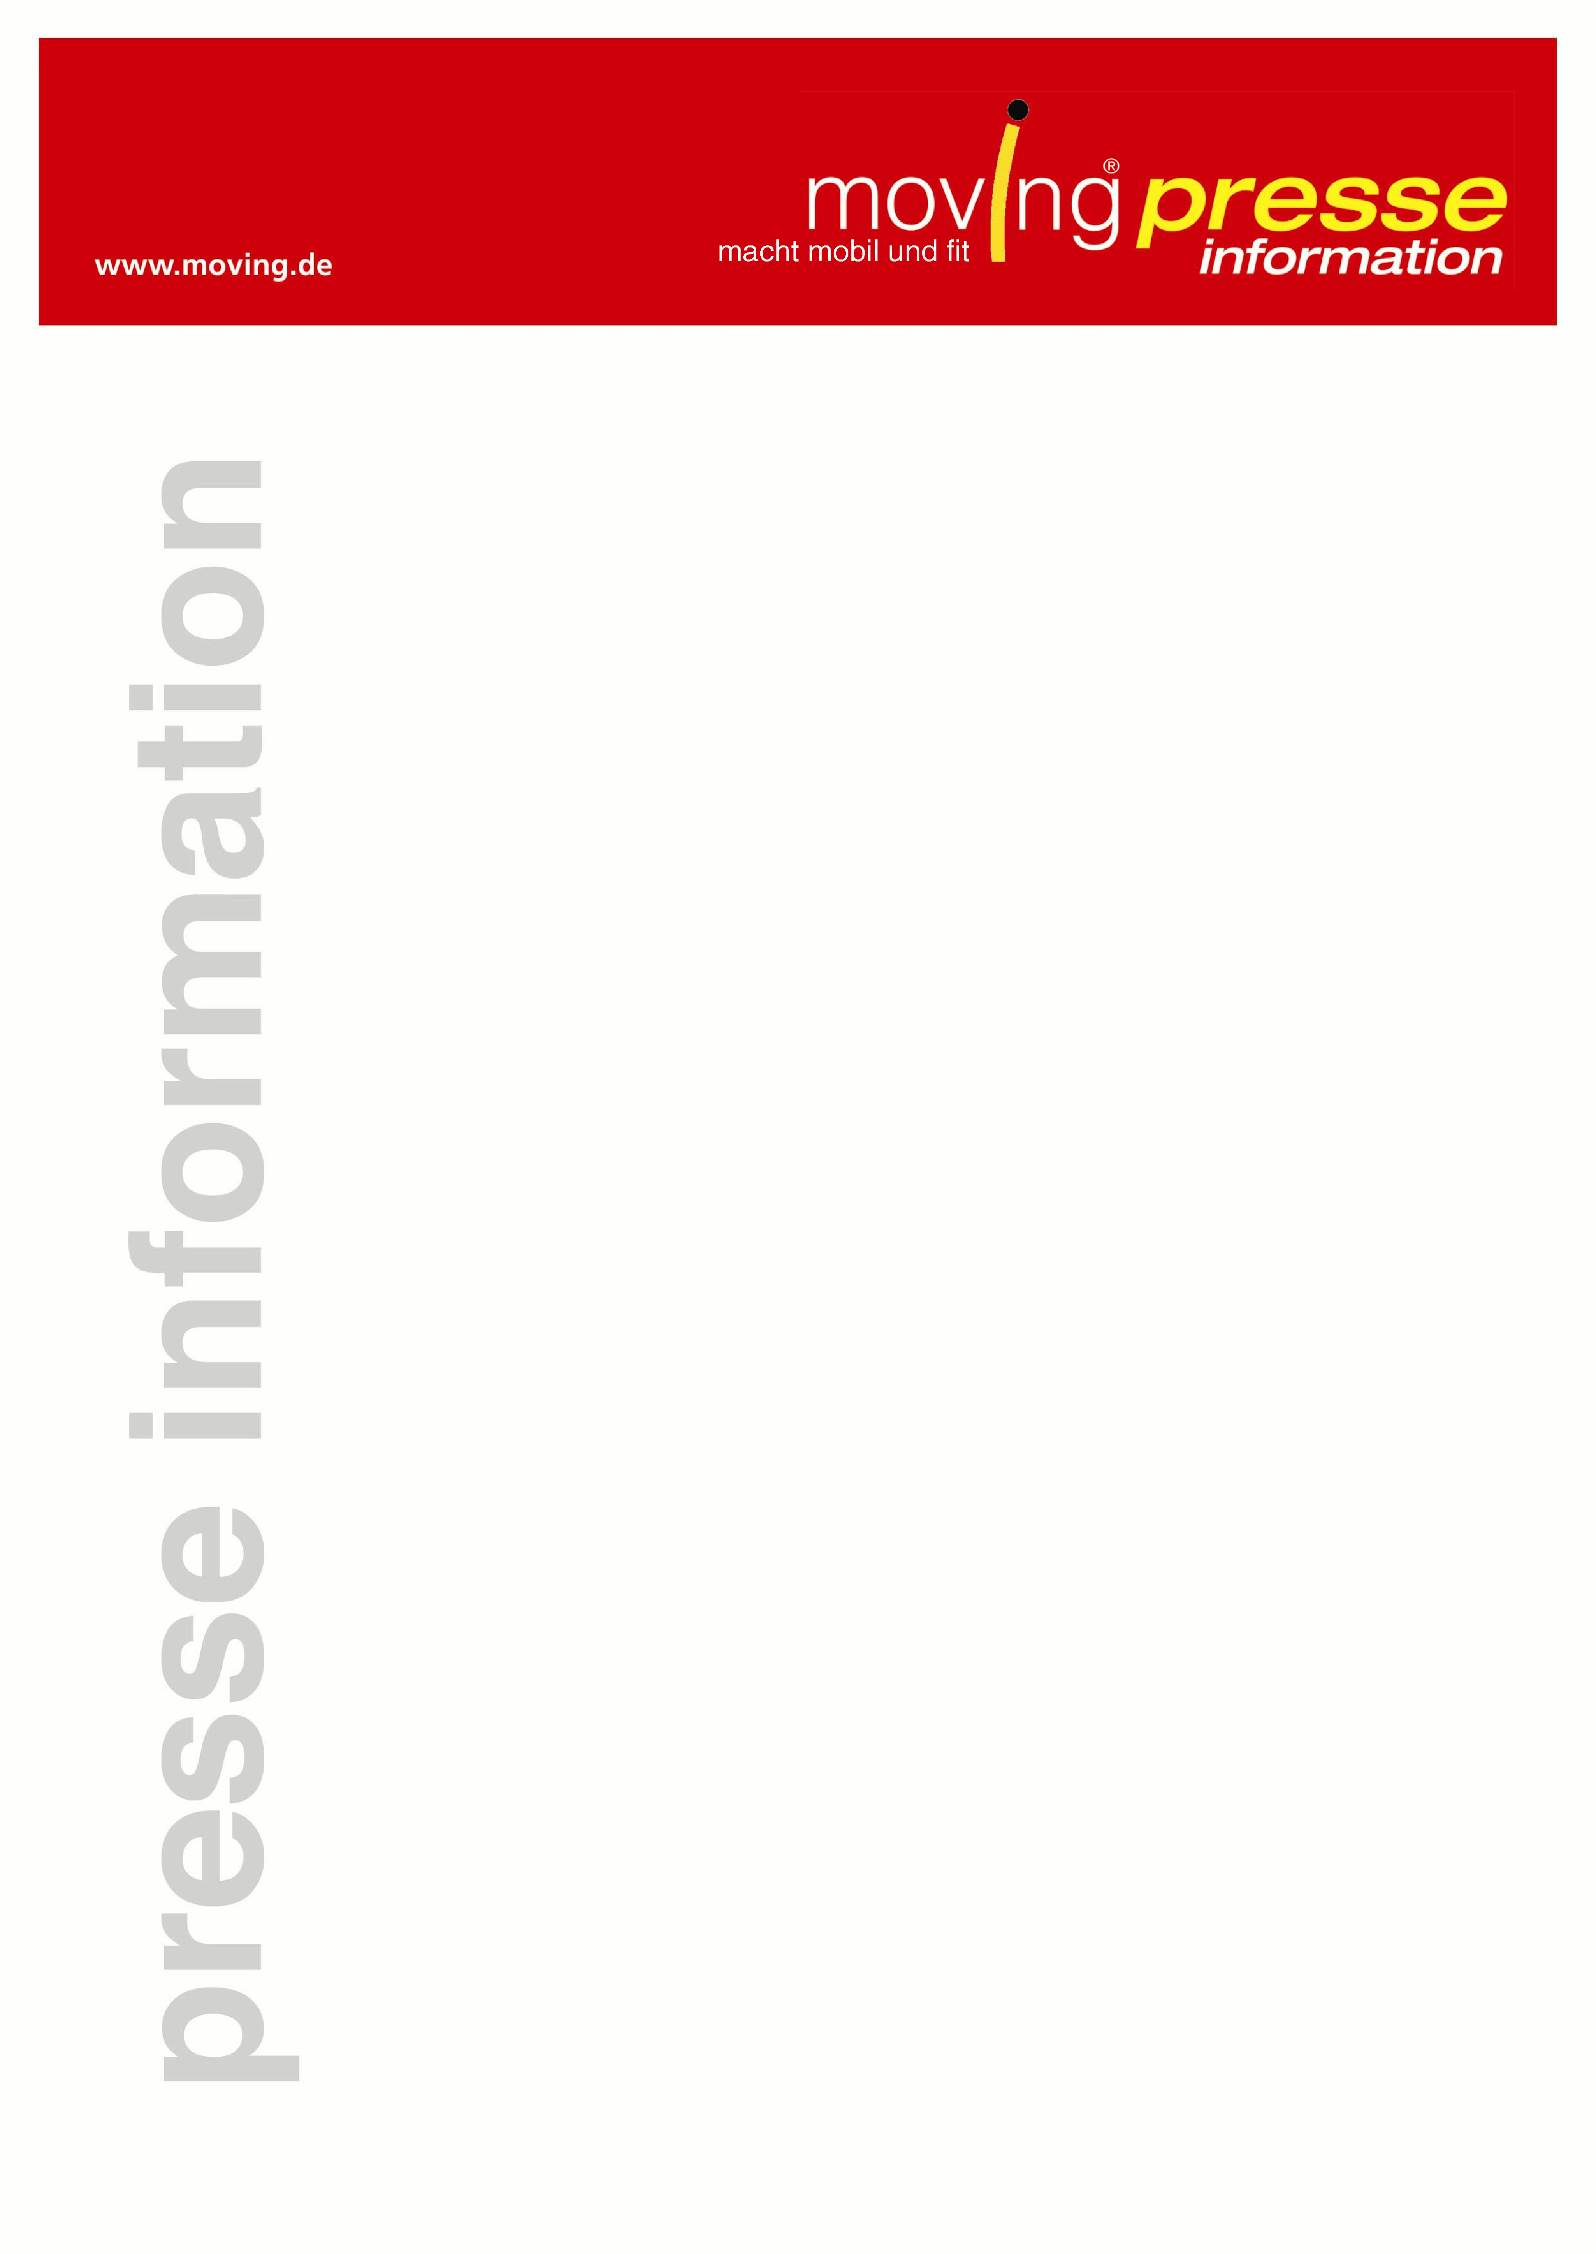 moving® presse
macht mobil und fit
information
www.moving.de
presse information